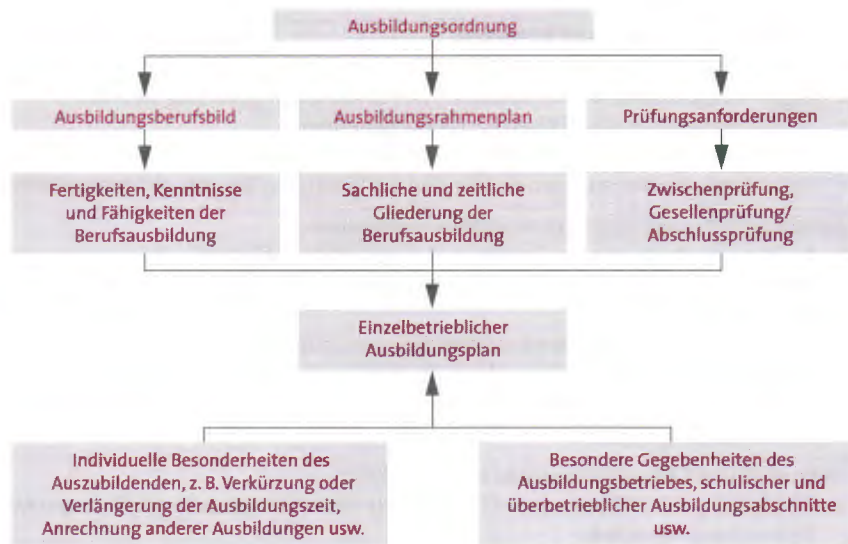 Ausbildungsordnung
Ausbildungsberufsbild
Ausbildungsrahmenplan
Prüfungsanforderungen
Fertigkeiten, Kenntnisse
und Fähigkeiten der
Berufsausbildung
Sachliche und zeitliche
Gliederung der
Berufsausbildung
Zwischenprüfung,
Gesellenprüfung/
Abschlussprüfung
Einzelbetrieblicher
Ausbildungsplan
Individuelle Besonderheiten des
Auszubildenden, z. B. Verkürzung oder
Verlängerung der Ausbildungszeit,
Anrechnung anderer Ausbildungen usw.
Besondere Gegebenheiten des
Ausbildungsbetriebes, schulischer und
überbetrieblicher Ausbildungsabschnitte
usw.